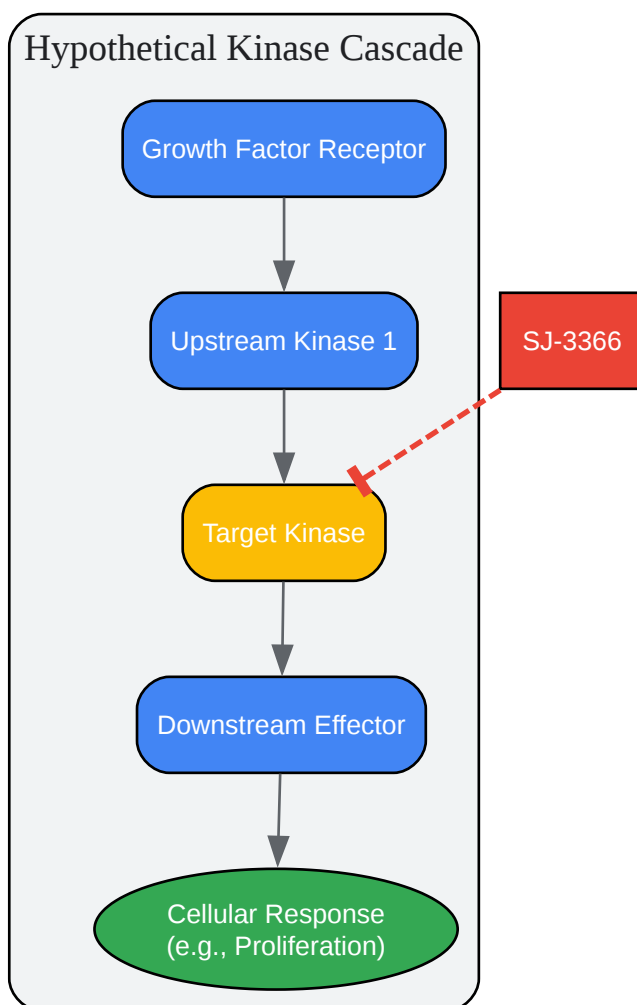 Hypothetical Kinase Cascade
Growth Factor Receptor
Upstream Kinase 1
SJ-3366
Target Kinase
Downstream Effector
Cellular Response
(e.g., Proliferation)